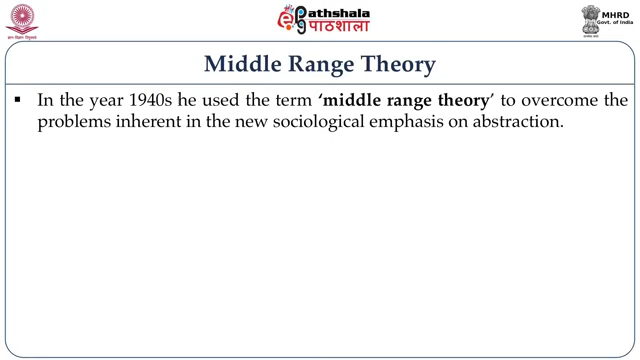 ePathshala
पाठशाला
MHRD
Govt. of India
Middle Range Theory
▪ In the year 1940s he used the term ‘middle range theory’ to overcome the
problems inherent in the new sociological emphasis on abstraction.